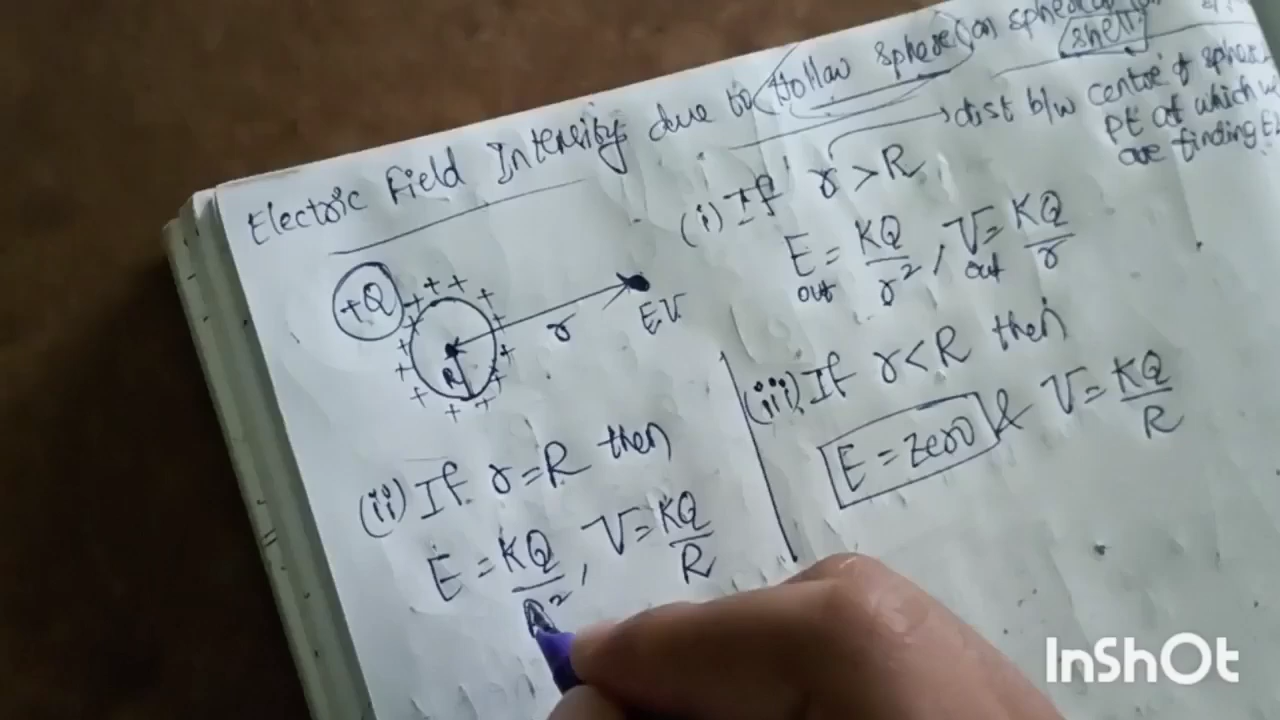 Electric Field Intensity due to Hollow sphere (on spherical
shell)
dist b/w centre of sphere
pt at which we
are finding E
+Q
+ + + + + + + + + + + + + +
R
r
E V
(i) If r > R
E out = KQ/r², V out = KQ/r
(ii) If r = R then
E = KQ/R², V = KQ/R
(iii) If r < R then
E = zero & V = KQ/R
InShOt